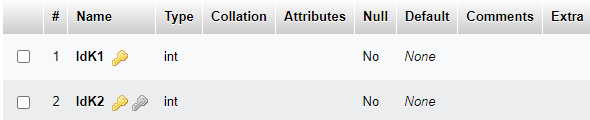 # Name Type Collation Attributes Null Default Comments Extra
1 IdK1 int No None
2 IdK2 int No None